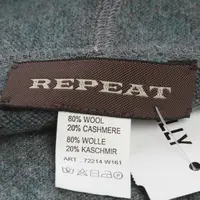 REPEAT
80% WOOL
20% CASHMERE
80% WOLLE
20% KASCHMIR
ART. 72214 W161